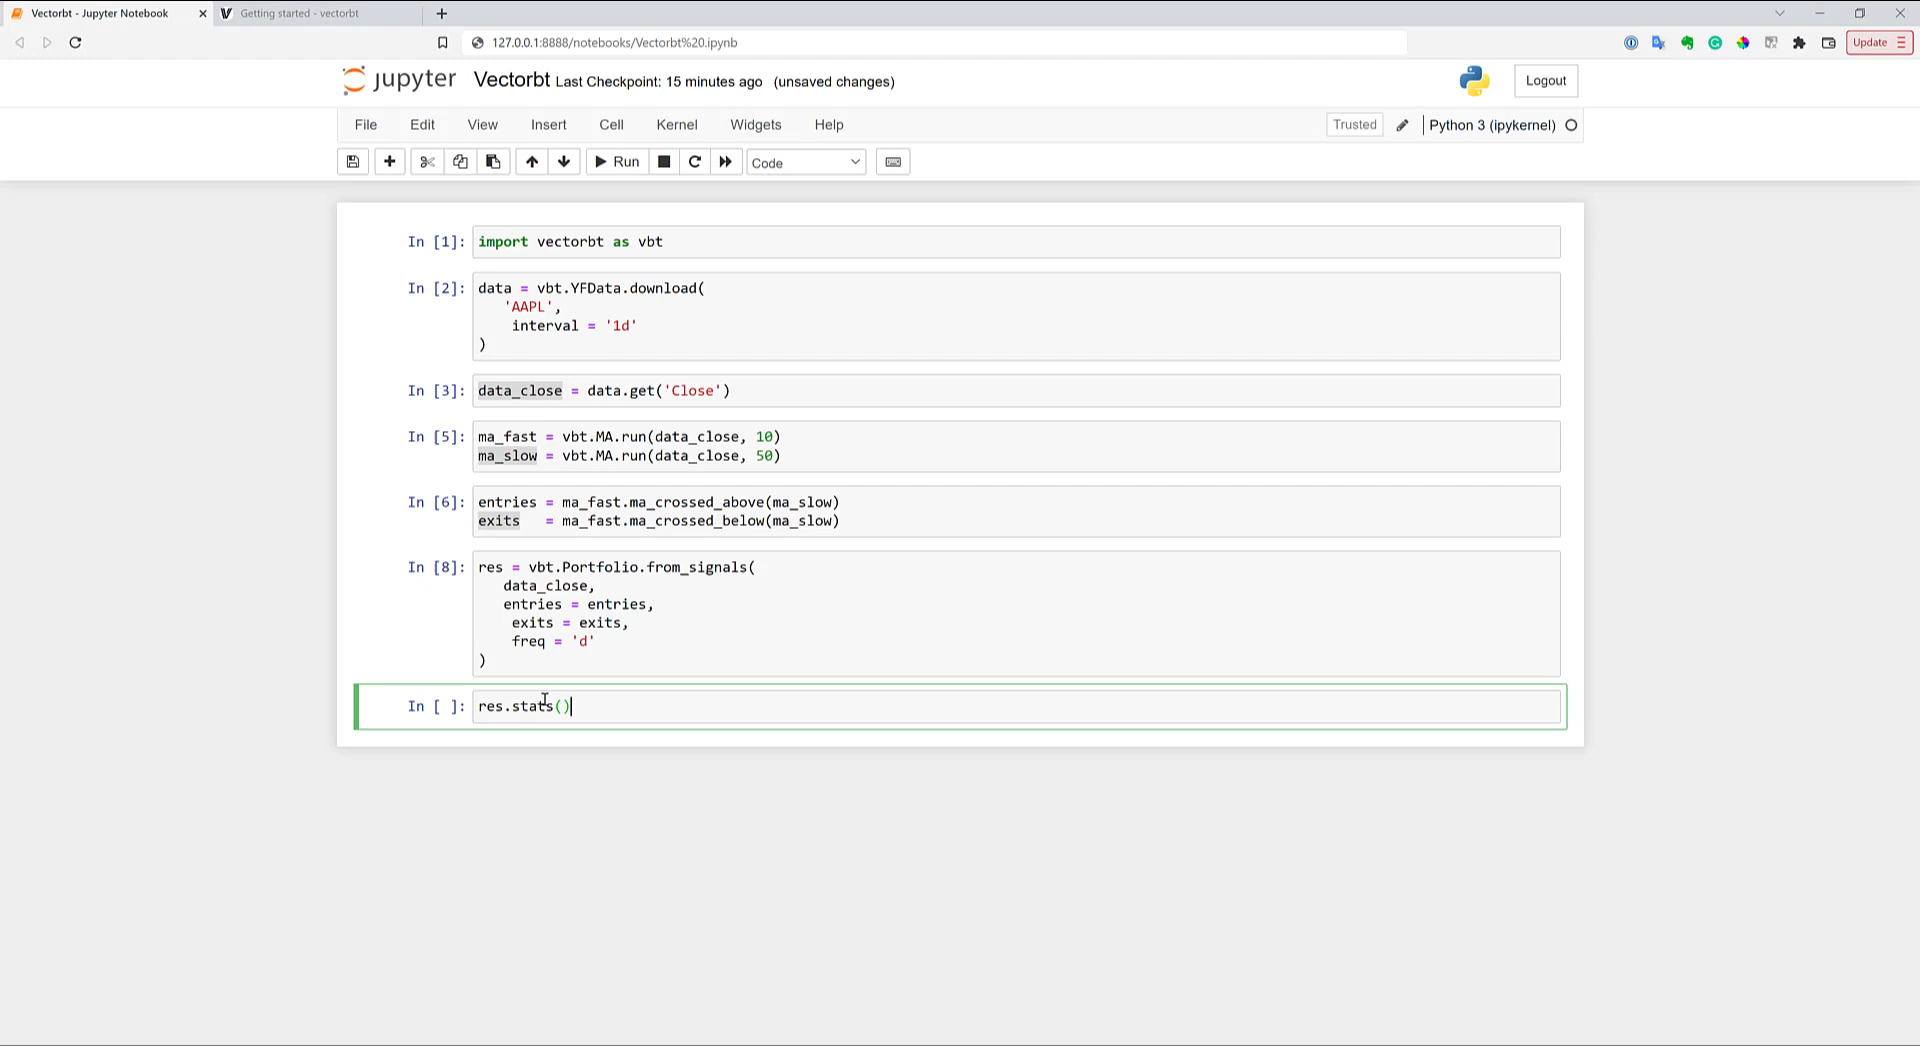 Vectorbt - Jupyter Notebook
Getting started - vectorbt
127.0.0.1:8888/notebooks/Vectorbt%20.ipynb
Update
jupyter Vectorbt Last Checkpoint: 15 minutes ago (unsaved changes)
Logout
File Edit View Insert Cell Kernel Widgets Help
Trusted
Python 3 (ipykernel)
Run
Code
In [1]: import vectorbt as vbt
In [2]: data = vbt.YFData.download(
'AAPL',
interval = '1d'
)
In [3]: data_close = data.get('Close')
In [5]: ma_fast = vbt.MA.run(data_close, 10)
ma_slow = vbt.MA.run(data_close, 50)
In [6]: entries = ma_fast.ma_crossed_above(ma_slow)
exits = ma_fast.ma_crossed_below(ma_slow)
In [8]: res = vbt.Portfolio.from_signals(
data_close,
entries = entries,
exits = exits,
freq = 'd'
)
In [ ]: res.stats()